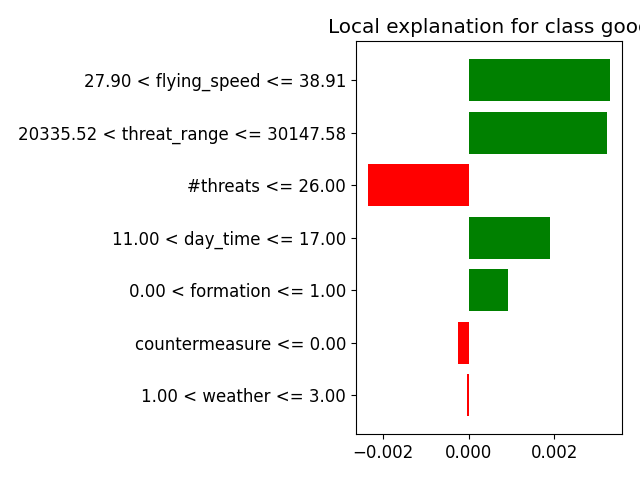 Local explanation for class goo
27.90 < flying_speed <= 38.91
20335.52 < threat_range <= 30147.58
#threats <= 26.00
11.00 < day_time <= 17.00
0.00 < formation <= 1.00
countermeasure <= 0.00
1.00 < weather <= 3.00
−0.002 0.000 0.002